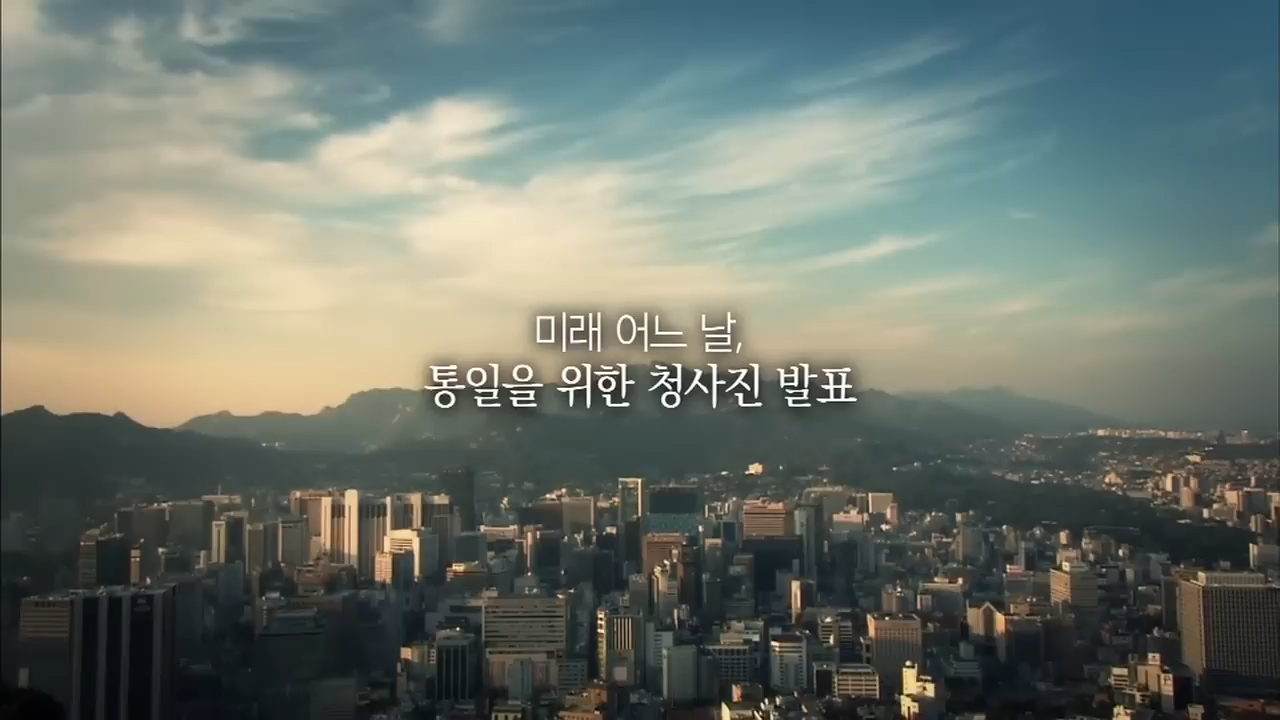 미래 어느 날,
통일을 위한 청사진 발표